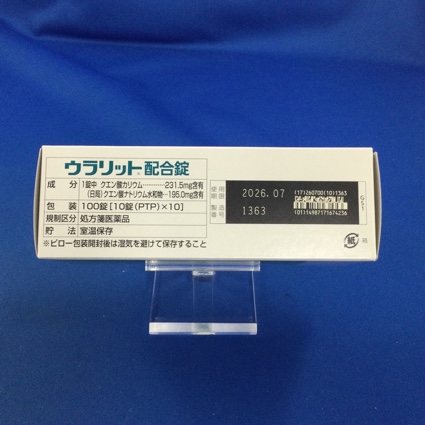 ウラリット®配合錠
成分 1錠中 クエン酸カリウム…………231.5mg含有
(日局)クエン酸ナトリウム水和物…195.0mg含有
包装 100錠[10錠(PTP)×10]
規制区分 処方箋医薬品
貯法 室温保存
※ピロー包装開封後は湿気を避けて保存すること
使用期限 2026.07
製造番号 1363
(17)260700(10)1363
(01)14987171674236
GS1
紙